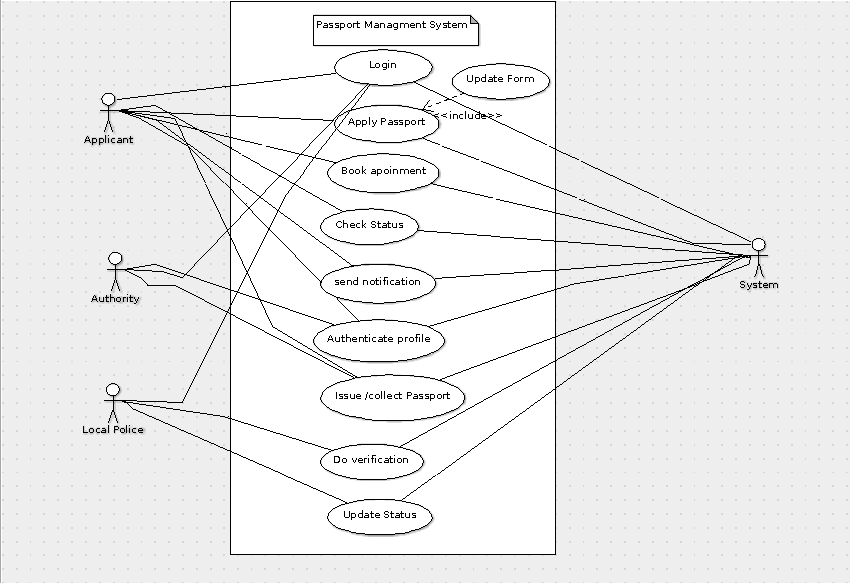 Passport Managment System
Login
Update Form
Apply Passport
<<include>>
Applicant
Book apoinment
Check Status
send notification
System
Authority
Authenticate profile
Issue /collect Passport
Local Police
Do verification
Update Status